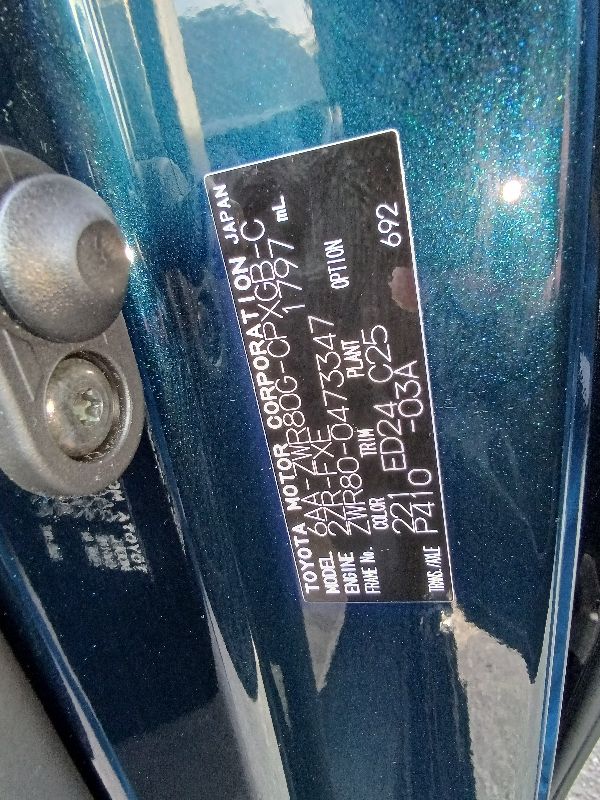 TOYOTA MOTOR CORPORATION JAPAN
MODEL 6AA-ZWR80G-CPXGB-C
ENGINE 2ZR-FXE 1797 mL
FRAME No. ZWR80-0473347
COLOR TRIM PLANT OPTION
221 ED24 C25 692
TRANS./AXLE P410 -03A